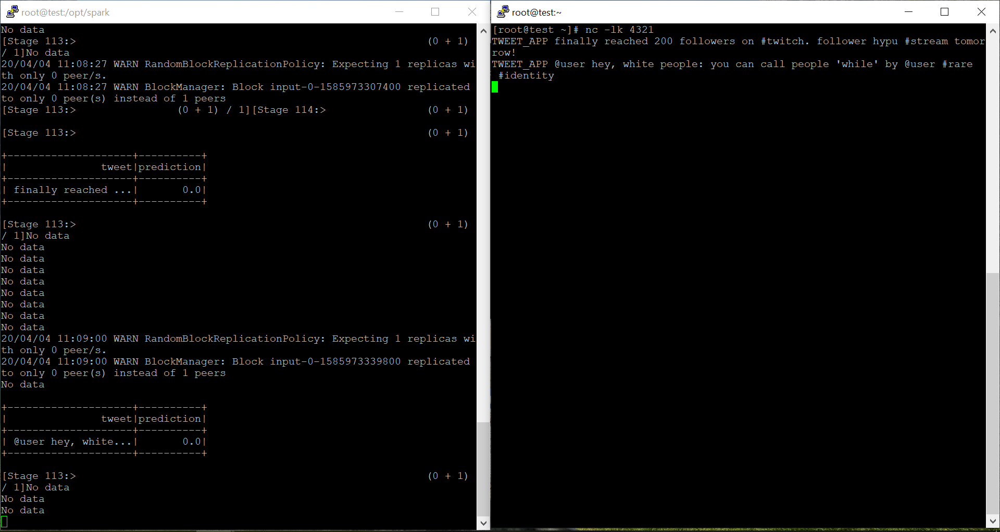 root@test:/opt/spark
No data
[Stage 113:> (0 + 1)
/ 1]No data
20/04/04 11:08:27 WARN RandomBlockReplicationPolicy: Expecting 1 replicas wi
th only 0 peer/s.
20/04/04 11:08:27 WARN BlockManager: Block input-0-1585973307400 replicated
to only 0 peer(s) instead of 1 peers
[Stage 113:> (0 + 1) / 1][Stage 114:> (0 + 1)
[Stage 113:> (0 + 1)
+--------------------+----------+
| tweet|prediction|
+--------------------+----------+
| finally reached ...| 0.0|
+--------------------+----------+
[Stage 113:> (0 + 1)
/ 1]No data
No data
No data
No data
No data
No data
No data
No data
No data
20/04/04 11:09:00 WARN RandomBlockReplicationPolicy: Expecting 1 replicas wi
th only 0 peer/s.
20/04/04 11:09:00 WARN BlockManager: Block input-0-1585973339800 replicated
to only 0 peer(s) instead of 1 peers
No data
+--------------------+----------+
| tweet|prediction|
+--------------------+----------+
| @user hey, white...| 0.0|
+--------------------+----------+
[Stage 113:> (0 + 1)
/ 1]No data
No data
No data
root@test:~
[root@test ~]# nc -lk 4321
TWEET_APP finally reached 200 followers on #twitch. follower hypu #stream tomor
row!
TWEET_APP @user hey, white people: you can call people 'while' by @user #rare
#identity